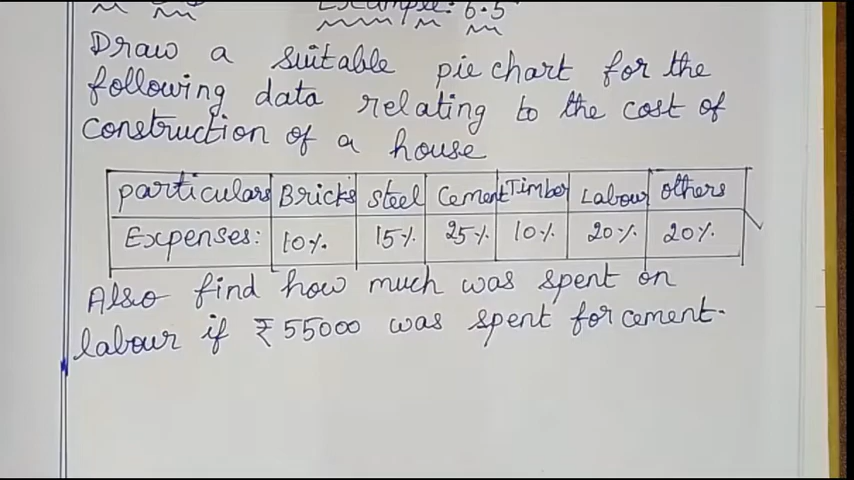 Example: 6.5
Draw a suitable pie chart for the
following data relating to the cost of
construction of a house
Particulars Bricks Steel Cement Timber Labour Others
Expenses: 10% 15% 25% 10% 20% 20%
Also find how much was spent on
labour if ₹55000 was spent for cement.